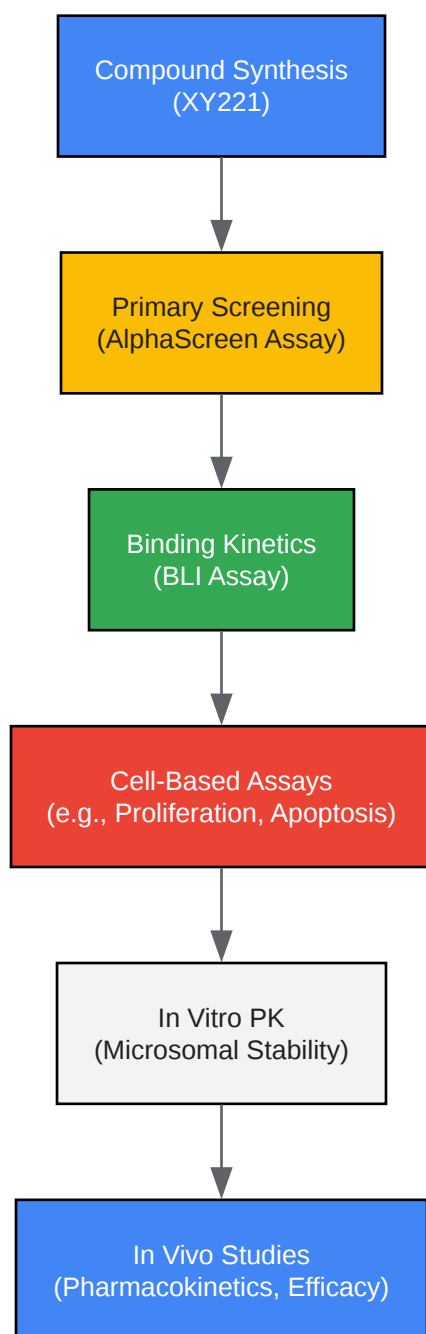 Compound Synthesis
(XY221)
Primary Screening
(AlphaScreen Assay)
Binding Kinetics
(BLI Assay)
Cell-Based Assays
(e.g., Proliferation, Apoptosis)
In Vitro PK
(Microsomal Stability)
In Vivo Studies
(Pharmacokinetics, Efficacy)